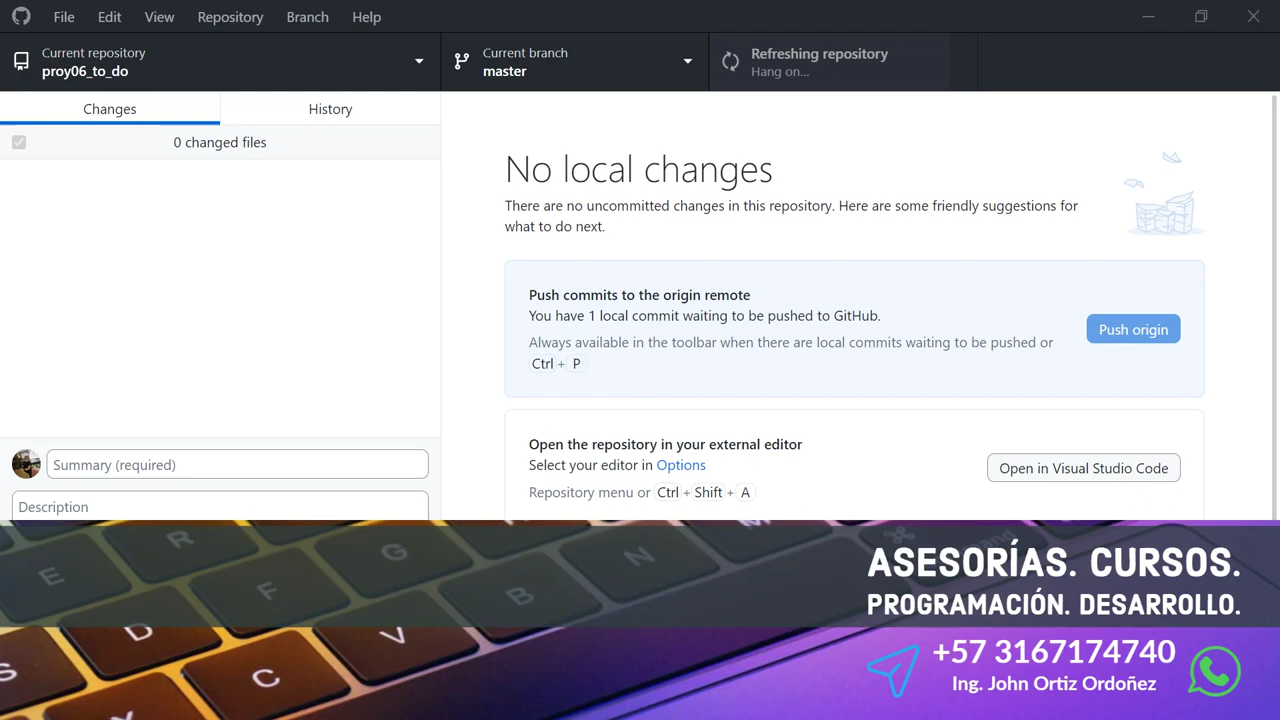 File Edit View Repository Branch Help
Current repository
proy06_to_do
Current branch
master
Refreshing repository
Hang on...
Changes
History
0 changed files
No local changes
There are no uncommitted changes in this repository. Here are some friendly suggestions for
what to do next.
Push commits to the origin remote
You have 1 local commit waiting to be pushed to GitHub.
Always available in the toolbar when there are local commits waiting to be pushed or
Ctrl + P
Push origin
Open the repository in your external editor
Select your editor in Options
Repository menu or Ctrl + Shift + A
Open in Visual Studio Code
Summary (required)
Description
ASESORÍAS. CURSOS.
PROGRAMACIÓN. DESARROLLO.
+57 3167174740
Ing. John Ortiz Ordoñez
E
R
F
G
B
N
D
V
C
S
X